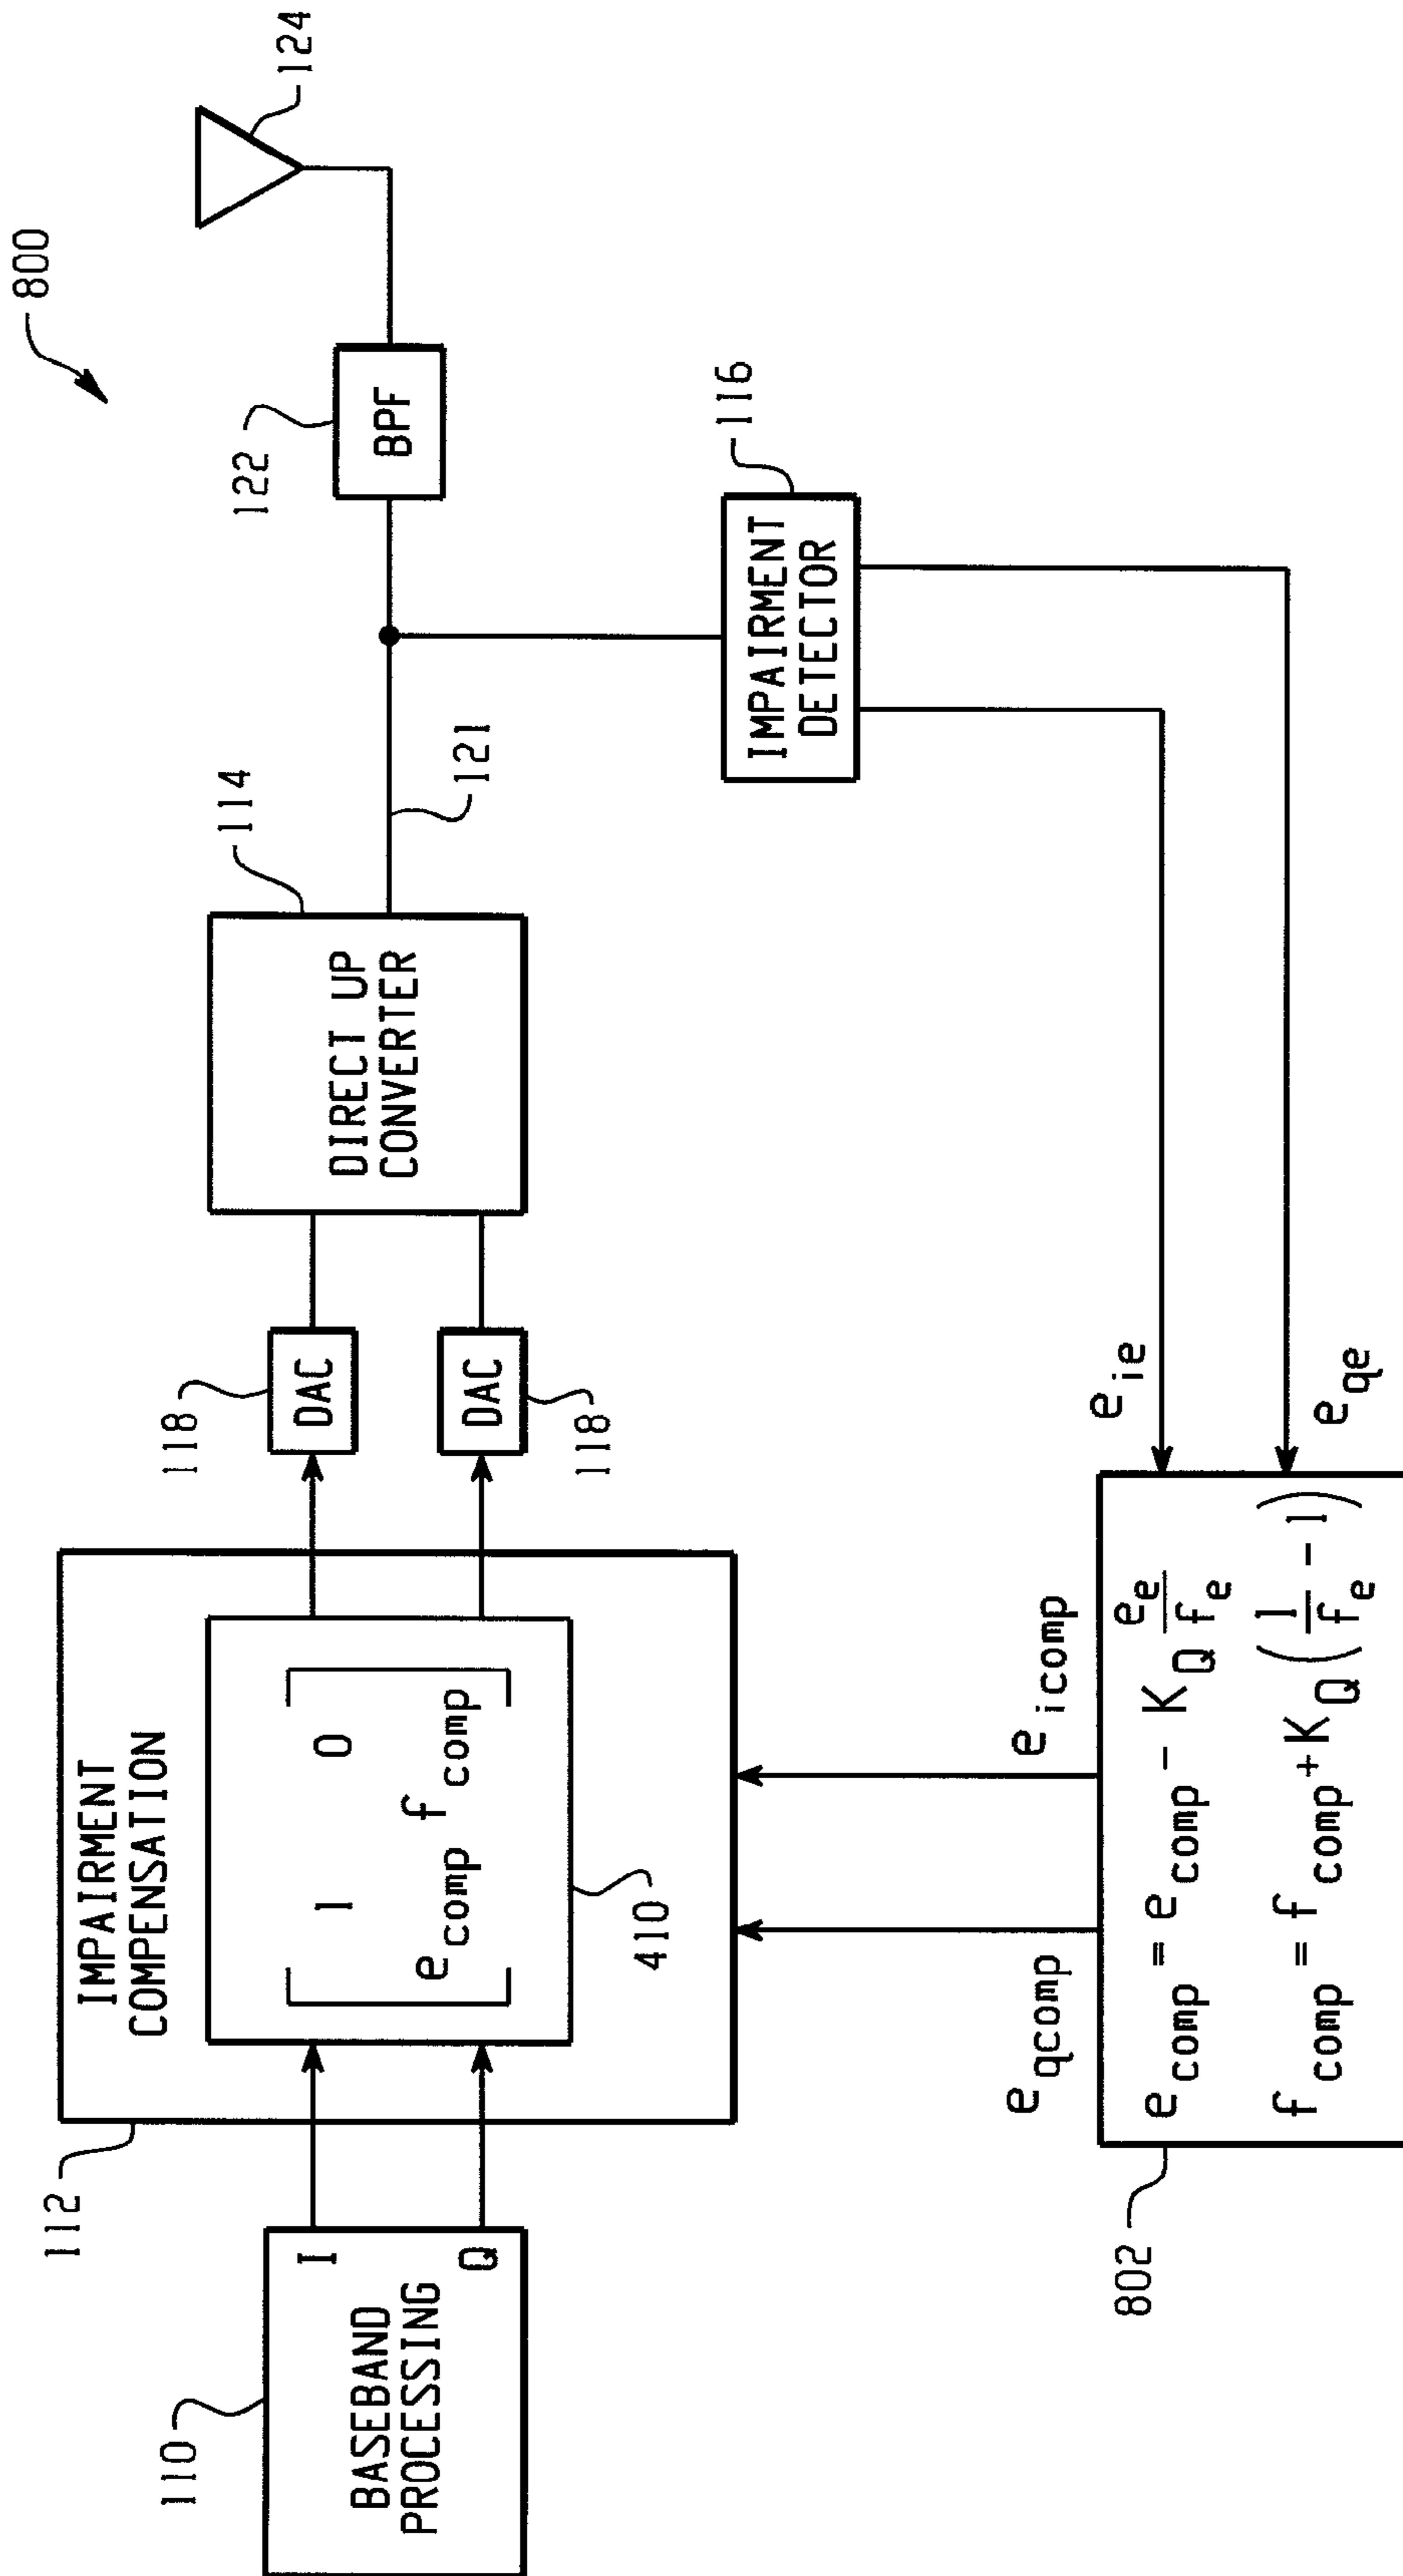 800
110
BASEBAND
PROCESSING
I
Q
112
IMPAIRMENT
COMPENSATION
1 0
e_comp f_comp
410
118
DAC
DAC
118
114
DIRECT UP
CONVERTER
121
122
BPF
124
116
IMPAIRMENT
DETECTOR
e_ie
e_qe
e_qcomp
e_icomp
802
e_comp = e_comp - K_Q e_e/f_e
f_comp = f_comp + K_Q (1/f_e - 1)